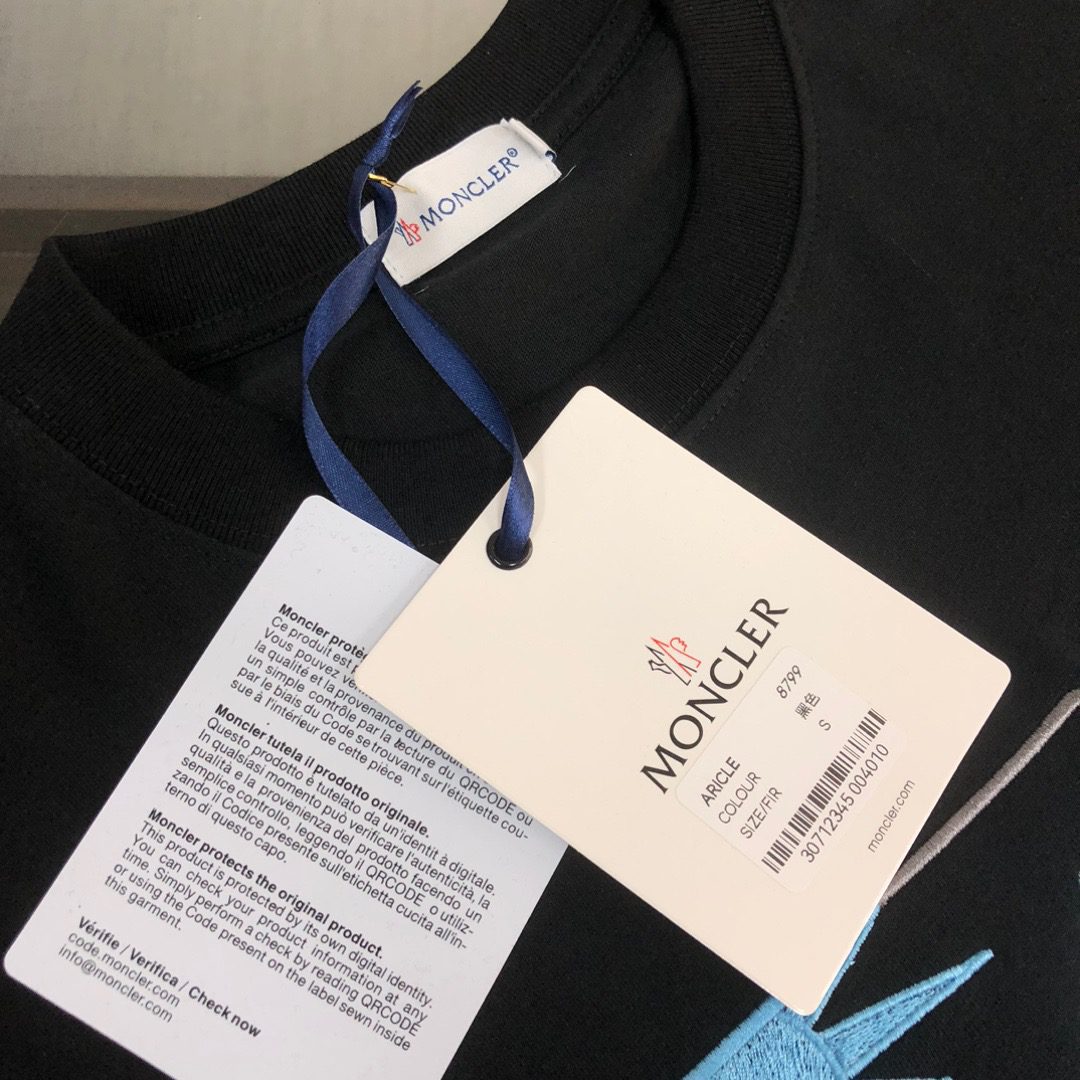 MONCLER®
Moncler protè
Ce produit est
Vous pouvez vé
la qualité et la provenance du produit
un simple contrôle par la lecture du QRCODE ou
par le biais du Code se trouvant sur l'étiquette cou-
sue à l'intérieur de cette pièce.
Moncler tutela il prodotto originale.
Questo prodotto è tutelato da un'identit à digitale.
In qualsiasi momento può verificare l'autenticità, la
qualità e la provenienza del prodotto facendo un
semplice controllo, leggendo il QRCODE o utiliz-
zando il Codice presente sull'etichetta cucita all'in-
terno di questo capo.
Moncler protects the original product.
This product is protected by its own digital identity.
You can check your product information at any
time. Simply perform a check by reading QRCODE
or using the Code present on the label sewn inside
this garment.
Vérifie / Verifica / Check now
code.moncler.com
info@moncler.com
MONCLER
ARICLE 8799
COLOUR 黑色
SIZE/FIR S
30712345 004010
moncler.com